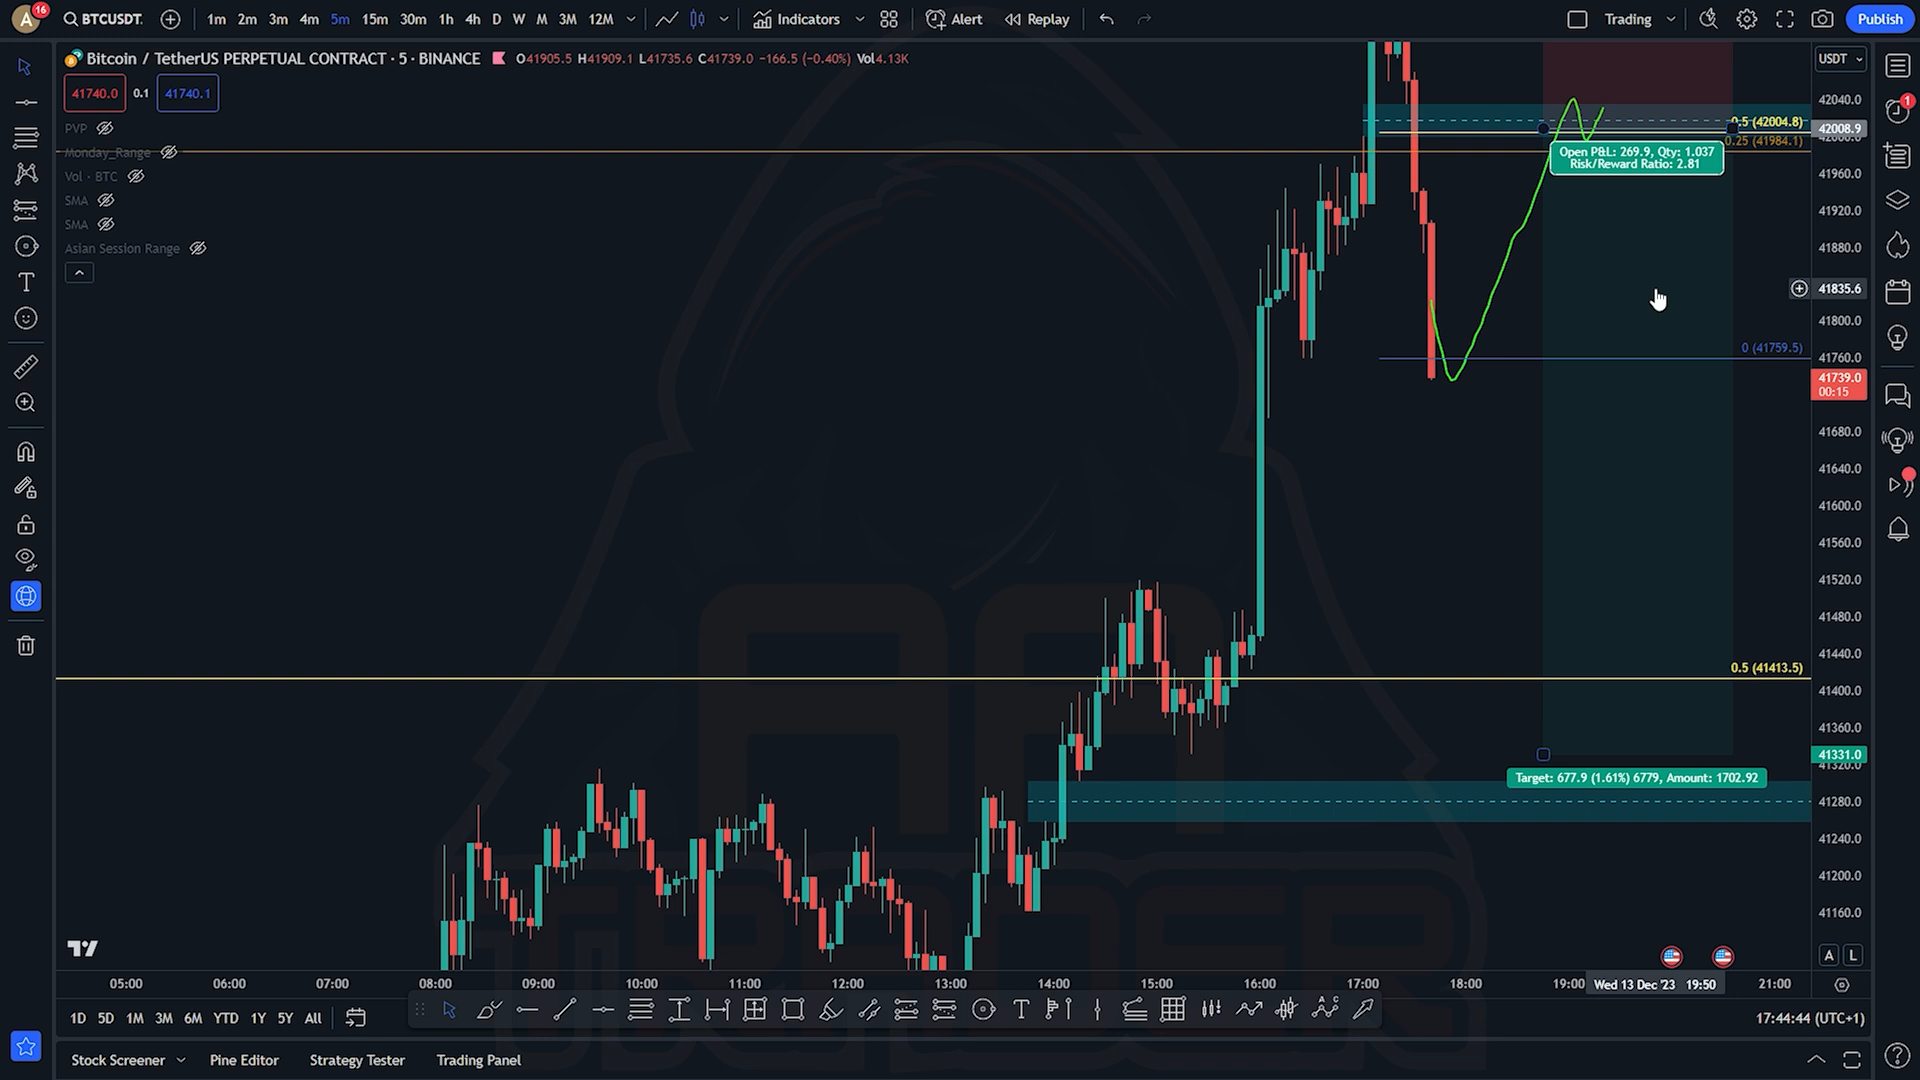 A 16 BTCUSDT 1m 2m 3m 4m 5m 15m 30m 1h 4h D W M 3M 12M Indicators Alert Replay Trading Publish
Bitcoin / TetherUS PERPETUAL CONTRACT · 5 · BINANCE O41905.5 H41909.1 L41735.6 C41739.0 −166.5 (−0.40%) Vol4.13K
USDT
41740.0 0.1 41740.1
PVP
Monday_Range
Vol · BTC
SMA
SMA
Asian Session Range
0.5 (42004.8)
0.25 (41984.1)
Open P&L: 269.9, Qty: 1.037
Risk/Reward Ratio: 2.81
0 (41759.5)
0.5 (41413.5)
Target: 677.9 (1.61%) 6779, Amount: 1702.92
42040.0
42008.9
41960.0
41920.0
41880.0
41835.6
41800.0
41760.0
41739.0
00:15
41680.0
41640.0
41600.0
41560.0
41520.0
41480.0
41440.0
41400.0
41360.0
41331.0
41320.0
41280.0
41240.0
41200.0
41160.0
1
AA
TRADER
A L
05:00 06:00 07:00 08:00 09:00 10:00 11:00 12:00 13:00 14:00 15:00 16:00 17:00 18:00 19:00 Wed 13 Dec '23 19:50 21:00
1D 5D 1M 3M 6M YTD 1Y 5Y All
17:44:44 (UTC+1)
Stock Screener Pine Editor Strategy Tester Trading Panel